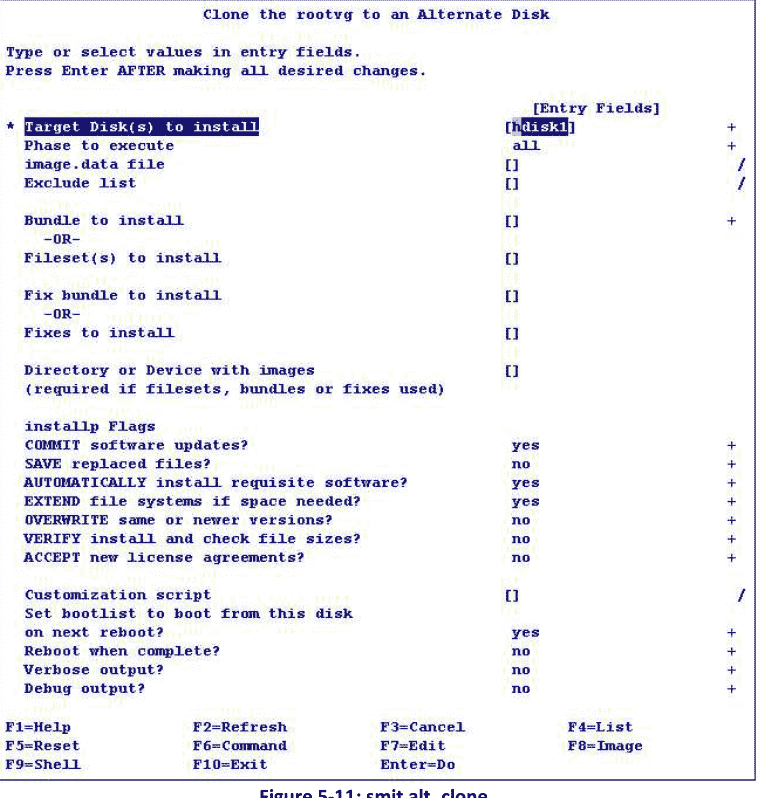 Clone the rootvg to an Alternate Disk
Type or select values in entry fields.
Press Enter AFTER making all desired changes.
[Entry Fields]
* Target Disk(s) to install [hdisk1] +
Phase to execute all +
image.data file [] /
Exclude list [] /
Bundle to install [] +
-OR-
Fileset(s) to install []
Fix bundle to install []
-OR-
Fixes to install []
Directory or Device with images []
(required if filesets, bundles or fixes used)
installp Flags
COMMIT software updates? yes +
SAVE replaced files? no +
AUTOMATICALLY install requisite software? yes +
EXTEND file systems if space needed? yes +
OVERWRITE same or newer versions? no +
VERIFY install and check file sizes? no +
ACCEPT new license agreements? no +
Customization script [] /
Set bootlist to boot from this disk
on next reboot? yes +
Reboot when complete? no +
Verbose output? no +
Debug output? no +
F1=Help F2=Refresh F3=Cancel F4=List
F5=Reset F6=Command F7=Edit F8=Image
F9=Shell F10=Exit Enter=Do
Figure 5-11: smit alt_clone